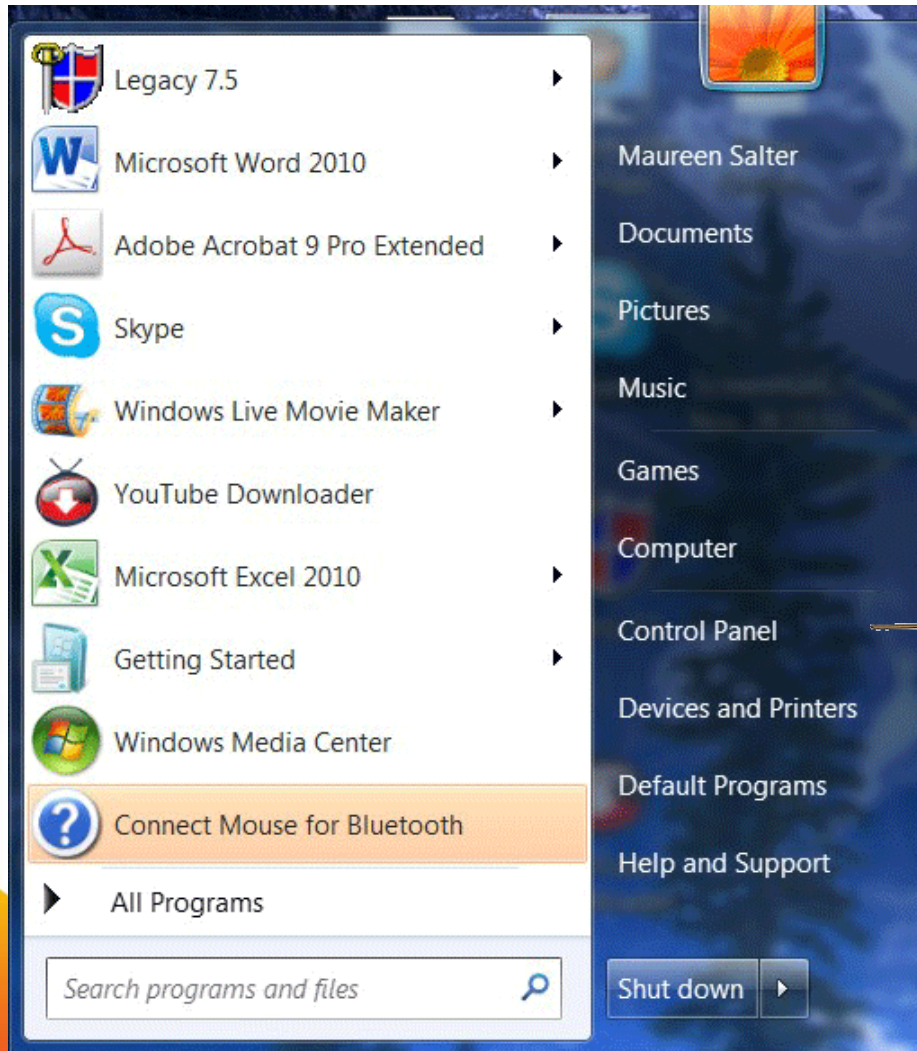 Legacy 7.5
Microsoft Word 2010
Adobe Acrobat 9 Pro Extended
Skype
Windows Live Movie Maker
YouTube Downloader
Microsoft Excel 2010
Getting Started
Windows Media Center
Connect Mouse for Bluetooth
All Programs
Search programs and files
Maureen Salter
Documents
Pictures
Music
Games
Computer
Control Panel
Devices and Printers
Default Programs
Help and Support
Shut down